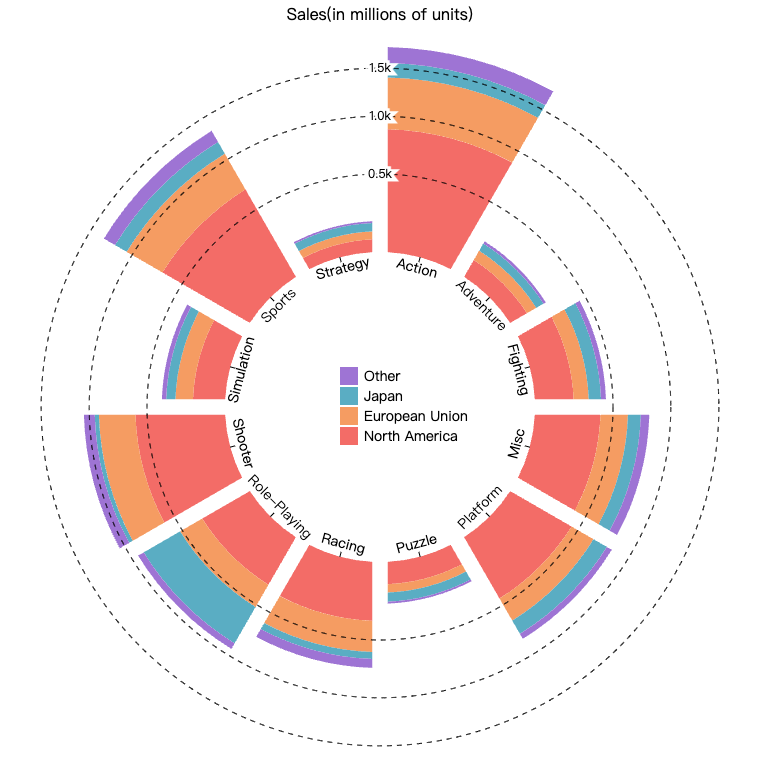 Sales(in millions of units)
1.5k
1.0k
0.5k
Action
Adventure
Fighting
Misc
Platform
Puzzle
Racing
Role-Playing
Shooter
Simulation
Sports
Strategy
Other
Japan
European Union
North America